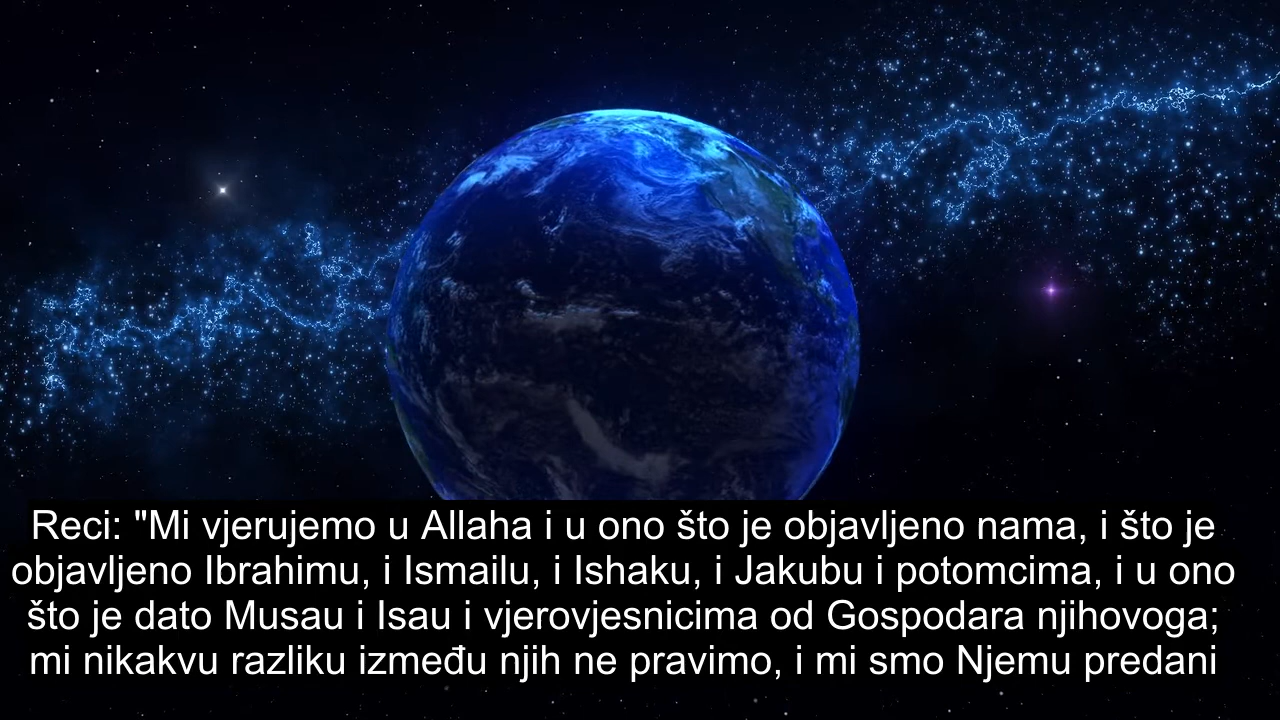 Reci: "Mi vjerujemo u Allaha i u ono što je objavljeno nama, i što je
objavljeno Ibrahimu, i Ismailu, i Ishaku, i Jakubu i potomcima, i u ono
što je dato Musau i Isau i vjerovjesnicima od Gospodara njihovoga;
mi nikakvu razliku između njih ne pravimo, i mi smo Njemu predani